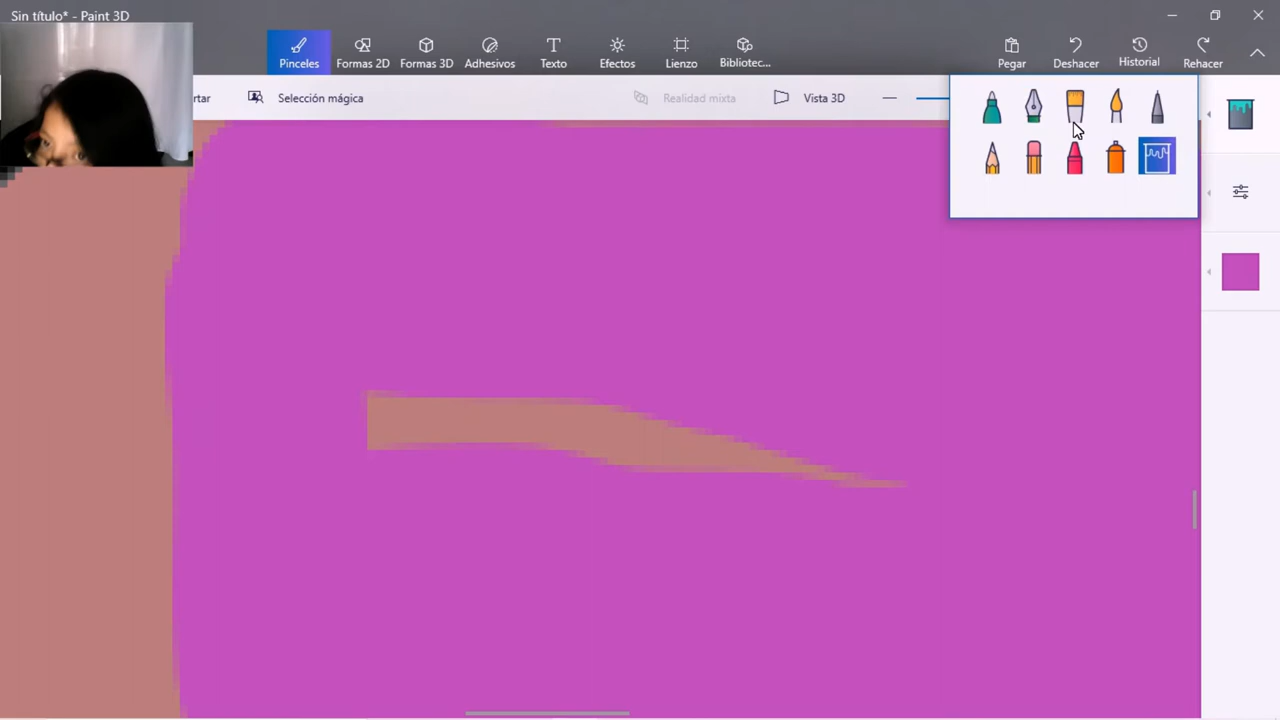 Sin título* - Paint 3D
Pinceles
Formas 2D
Formas 3D
Adhesivos
Texto
Efectos
Lienzo
Bibliotec...
Pegar
Deshacer
Historial
Rehacer
rtar
Selección mágica
Realidad mixta
Vista 3D